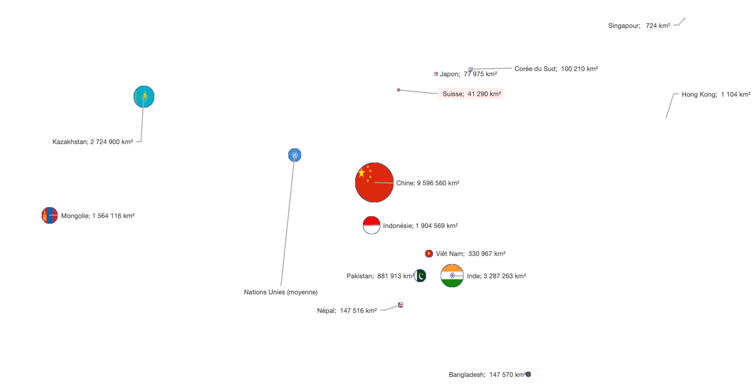 Singapour;   724 km²
Corée du Sud;  100 210 km²
Japon;  77 975 km²
Suisse;  41 290 km²
Hong Kong;  1 104 km²
Kazakhstan; 2 724 900 km²
Chine; 9 596 560 km²
Mongolie; 1 564 116 km²
Indonésie; 1 904 569 km²
Viêt Nam;  330 967 km²
Pakistan;  881 913 km²
Inde; 3 287 263 km²
Nations Unies (moyenne)
Népal;  147 516 km²
Bangladesh;  147 570 km²